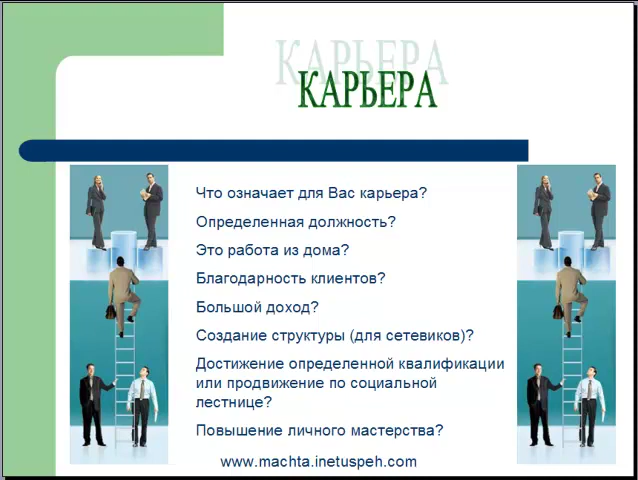 КАРЬЕРА
Что означает для Вас карьера?
Определенная должность?
Это работа из дома?
Благодарность клиентов?
Большой доход?
Создание структуры (для сетевиков)?
Достижение определенной квалификации
или продвижение по социальной
лестнице?
Повышение личного мастерства?
www.machta.inetuspeh.com